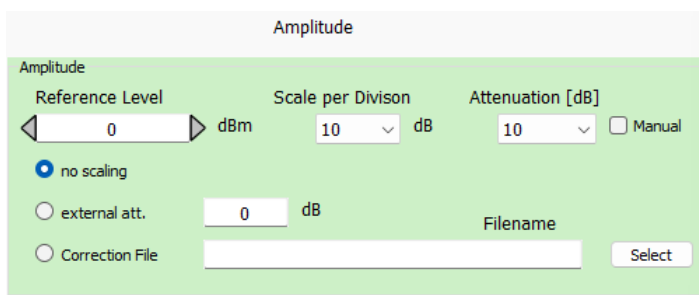 Amplitude
Amplitude
Reference Level Scale per Divison Attenuation [dB]
0 dBm 10 dB 10 Manual
no scaling
external att. 0 dB
Filename
Correction File Select